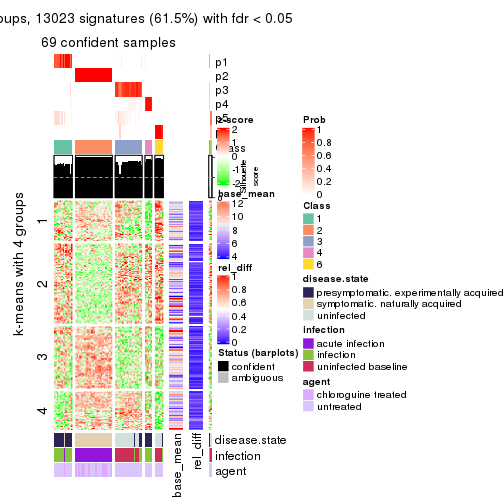 oups, 13023 signatures (61.5%) with fdr < 0.05
69 confident samples
p1
p2
p3
p4
p5
z-score
2
1
0
-1
-2
Silhouette
score
base_mean
12
10
8
6
4
rel_diff
1
0.8
0.6
0.4
0.2
0
Status (barplots)
confident
ambiguous
Prob
1
0.8
0.6
0.4
0.2
0
Class
1
2
3
4
6
disease.state
presymptomatic, experimentally acquired
symptomatic, naturally acquired
uninfected
infection
acute infection
infection
uninfected baseline
agent
chloroguine treated
untreated
k-means with 4 groups
1
2
3
4
disease.state
infection
agent
base_mean
rel_diff